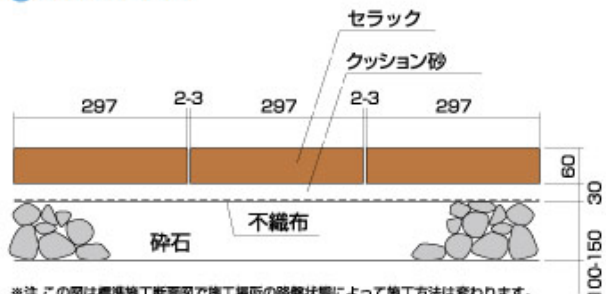 セラック
クッション砂
297
2-3
297
2-3
297
60
30
不織布
砕石
00-150
※注 この図は標準施工断面図で施工場所の路盤状態によって施工方法は変わります。